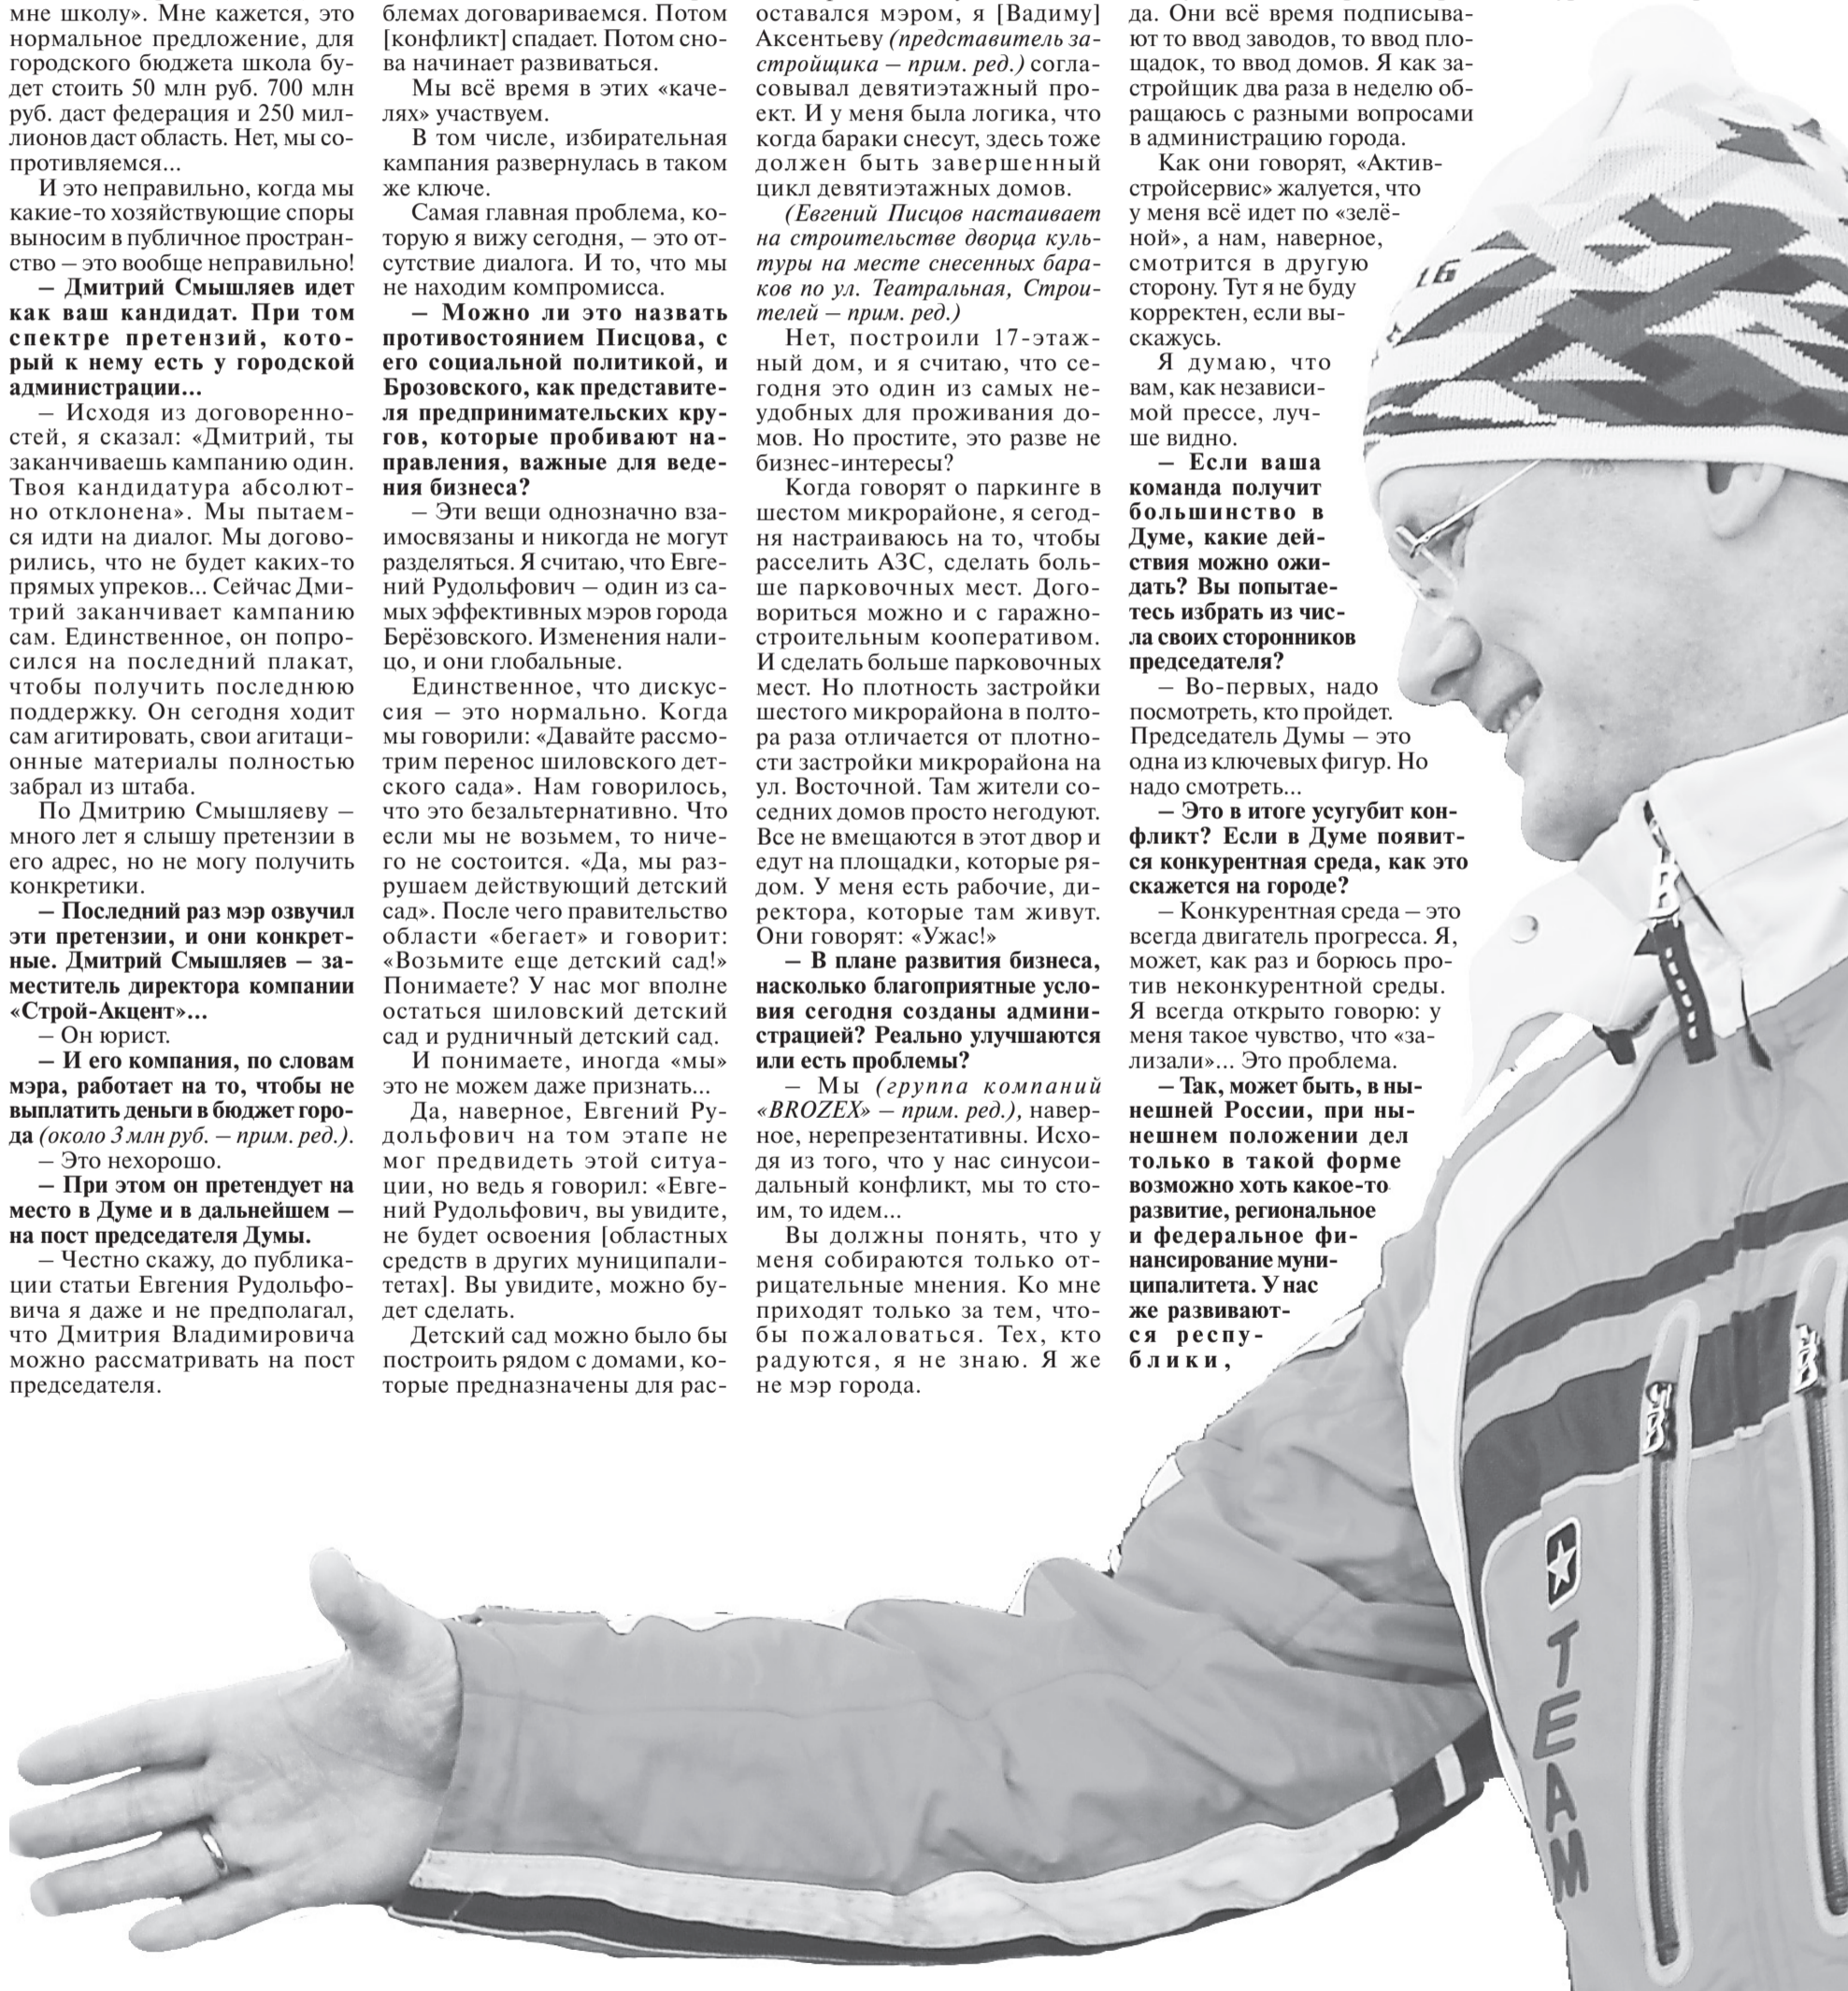 мне школу». Мне кажется, это
нормальное предложение, для
городского бюджета школа бу-
дет стоить 50 млн руб. 700 млн
руб. даст федерация и 250 мил-
лионов даст область. Нет, мы со-
противляемся...
И это неправильно, когда мы
какие-то хозяйствующие споры
выносим в публичное простран-
ство – это вообще неправильно!
– Дмитрий Смышляев идет
как ваш кандидат. При том
спектре претензий, кото-
рый к нему есть у городской
администрации...
– Исходя из договоренно-
стей, я сказал: «Дмитрий, ты
заканчиваешь кампанию один.
Твоя кандидатура абсолют-
но отклонена». Мы пытаем-
ся идти на диалог. Мы догово-
рились, что не будет каких-то
прямых упреков... Сейчас Дми-
трий заканчивает кампанию
сам. Единственное, он попро-
сился на последний плакат,
чтобы получить последнюю
поддержку. Он сегодня ходит
сам агитировать, свои агитаци-
онные материалы полностью
забрал из штаба.
По Дмитрию Смышляеву –
много лет я слышу претензии в
его адрес, но не могу получить
конкретики.
– Последний раз мэр озвучил
эти претензии, и они конкрет-
ные. Дмитрий Смышляев – за-
меститель директора компании
«Строй-Акцент»...
– Он юрист.
– И его компания, по словам
мэра, работает на то, чтобы не
выплатить деньги в бюджет горо-
да (около 3 млн руб. – прим. ред.).
– Это нехорошо.
– При этом он претендует на
место в Думе и в дальнейшем –
на пост председателя Думы.
– Честно скажу, до публика-
ции статьи Евгения Рудольфо-
вича я даже и не предполагал,
что Дмитрия Владимировича
можно рассматривать на пост
председателя.
блемах договариваемся. Потом
[конфликт] спадает. Потом сно-
ва начинает развиваться.
Мы всё время в этих «каче-
лях» участвуем.
В том числе, избирательная
кампания развернулась в таком
же ключе.
Самая главная проблема, ко-
торую я вижу сегодня, – это от-
сутствие диалога. И то, что мы
не находим компромисса.
– Можно ли это назвать
противостоянием Писцова, с
его социальной политикой, и
Брозовского, как представите-
ля предпринимательских кру-
гов, которые пробивают на-
правления, важные для веде-
ния бизнеса?
– Эти вещи однозначно вза-
имосвязаны и никогда не могут
разделяться. Я считаю, что Евге-
ний Рудольфович – один из са-
мых эффективных мэров города
Берёзовского. Изменения нали-
цо, и они глобальные.
Единственное, что дискус-
сия – это нормально. Когда
мы говорили: «Давайте рассмо-
трим перенос шиловского дет-
ского сада». Нам говорилось,
что это безальтернативно. Что
если мы не возьмем, то ниче-
го не состоится. «Да, мы раз-
рушаем действующий детский
сад». После чего правительство
области «бегает» и говорит:
«Возьмите еще детский сад!»
Понимаете? У нас мог вполне
остаться шиловский детский
сад и рудничный детский сад.
И понимаете, иногда «мы»
это не можем даже признать...
Да, наверное, Евгений Ру-
дольфович на том этапе не
мог предвидеть этой ситуа-
ции, но ведь я говорил: «Евге-
ний Рудольфович, вы увидите,
не будет освоения [областных
средств в других муниципали-
тетах]. Вы увидите, можно бу-
дет сделать.
Детский сад можно было бы
построить рядом с домами, ко-
торые предназначены для рас-
оставался мэром, я [Вадиму]
Аксентьеву (представитель за-
стройщика – прим. ред.) согла-
совывал девятиэтажный про-
ект. И у меня была логика, что
когда бараки снесут, здесь тоже
должен быть завершенный
цикл девятиэтажных домов.
(Евгений Писцов настаивает
на строительстве дворца куль-
туры на месте снесенных бара-
ков по ул. Театральная, Строи-
телей – прим. ред.)
Нет, построили 17-этаж-
ный дом, и я считаю, что се-
годня это один из самых не-
удобных для проживания до-
мов. Но простите, это разве не
бизнес-интересы?
Когда говорят о паркинге в
шестом микрорайоне, я сегод-
ня настраиваюсь на то, чтобы
расселить АЗС, сделать боль-
ше парковочных мест. Дого-
вориться можно и с гаражно-
строительным кооперативом.
И сделать больше парковочных
мест. Но плотность застройки
шестого микрорайона в полто-
ра раза отличается от плотно-
сти застройки микрорайона на
ул. Восточной. Там жители со-
седних домов просто негодуют.
Все не вмещаются в этот двор и
едут на площадки, которые ря-
дом. У меня есть рабочие, ди-
ректора, которые там живут.
Они говорят: «Ужас!»
– В плане развития бизнеса,
насколько благоприятные усло-
вия сегодня созданы админи-
страцией? Реально улучшаются
или есть проблемы?
– Мы (группа компаний
«BROZEX» – прим. ред.), навер-
ное, нерепрезентативны. Исхо-
дя из того, что у нас синусои-
дальный конфликт, мы то сто-
им, то идем...
Вы должны понять, что у
меня собираются только от-
рицательные мнения. Ко мне
приходят только за тем, что-
бы пожаловаться. Тех, кто
радуются, я не знаю. Я же
не мэр города.
да. Они всё время подписыва-
ют то ввод заводов, то ввод пло-
щадок, то ввод домов. Я как за-
стройщик два раза в неделю об-
ращаюсь с разными вопросами
в администрацию города.
Как они говорят, «Актив-
стройсервис» жалуется, что
у меня всё идет по «зелё-
ной», а нам, наверное,
смотрится в другую
сторону. Тут я не буду
корректен, если вы-
скажусь.
Я думаю, что
вам, как независи-
мой прессе, луч-
ше видно.
– Если ваша
команда получит
большинство в
Думе, какие дей-
ствия можно ожи-
дать? Вы попытае-
тесь избрать из чис-
ла своих сторонников
председателя?
– Во-первых, надо
посмотреть, кто пройдет.
Председатель Думы – это
одна из ключевых фигур. Но
надо смотреть...
– Это в итоге усугубит кон-
фликт? Если в Думе появит-
ся конкурентная среда, как это
скажется на городе?
– Конкурентная среда – это
всегда двигатель прогресса. Я,
может, как раз и борюсь про-
тив неконкурентной среды.
Я всегда открыто говорю: у
меня такое чувство, что «за-
лизали»... Это проблема.
– Так, может быть, в ны-
нешней России, при ны-
нешнем положении дел
только в такой форме
возможно хоть какое-то
развитие, региональное
и федеральное фи-
нансирование муни-
ципалитета. У нас
же развивают-
ся респу-
блики,
TEAM